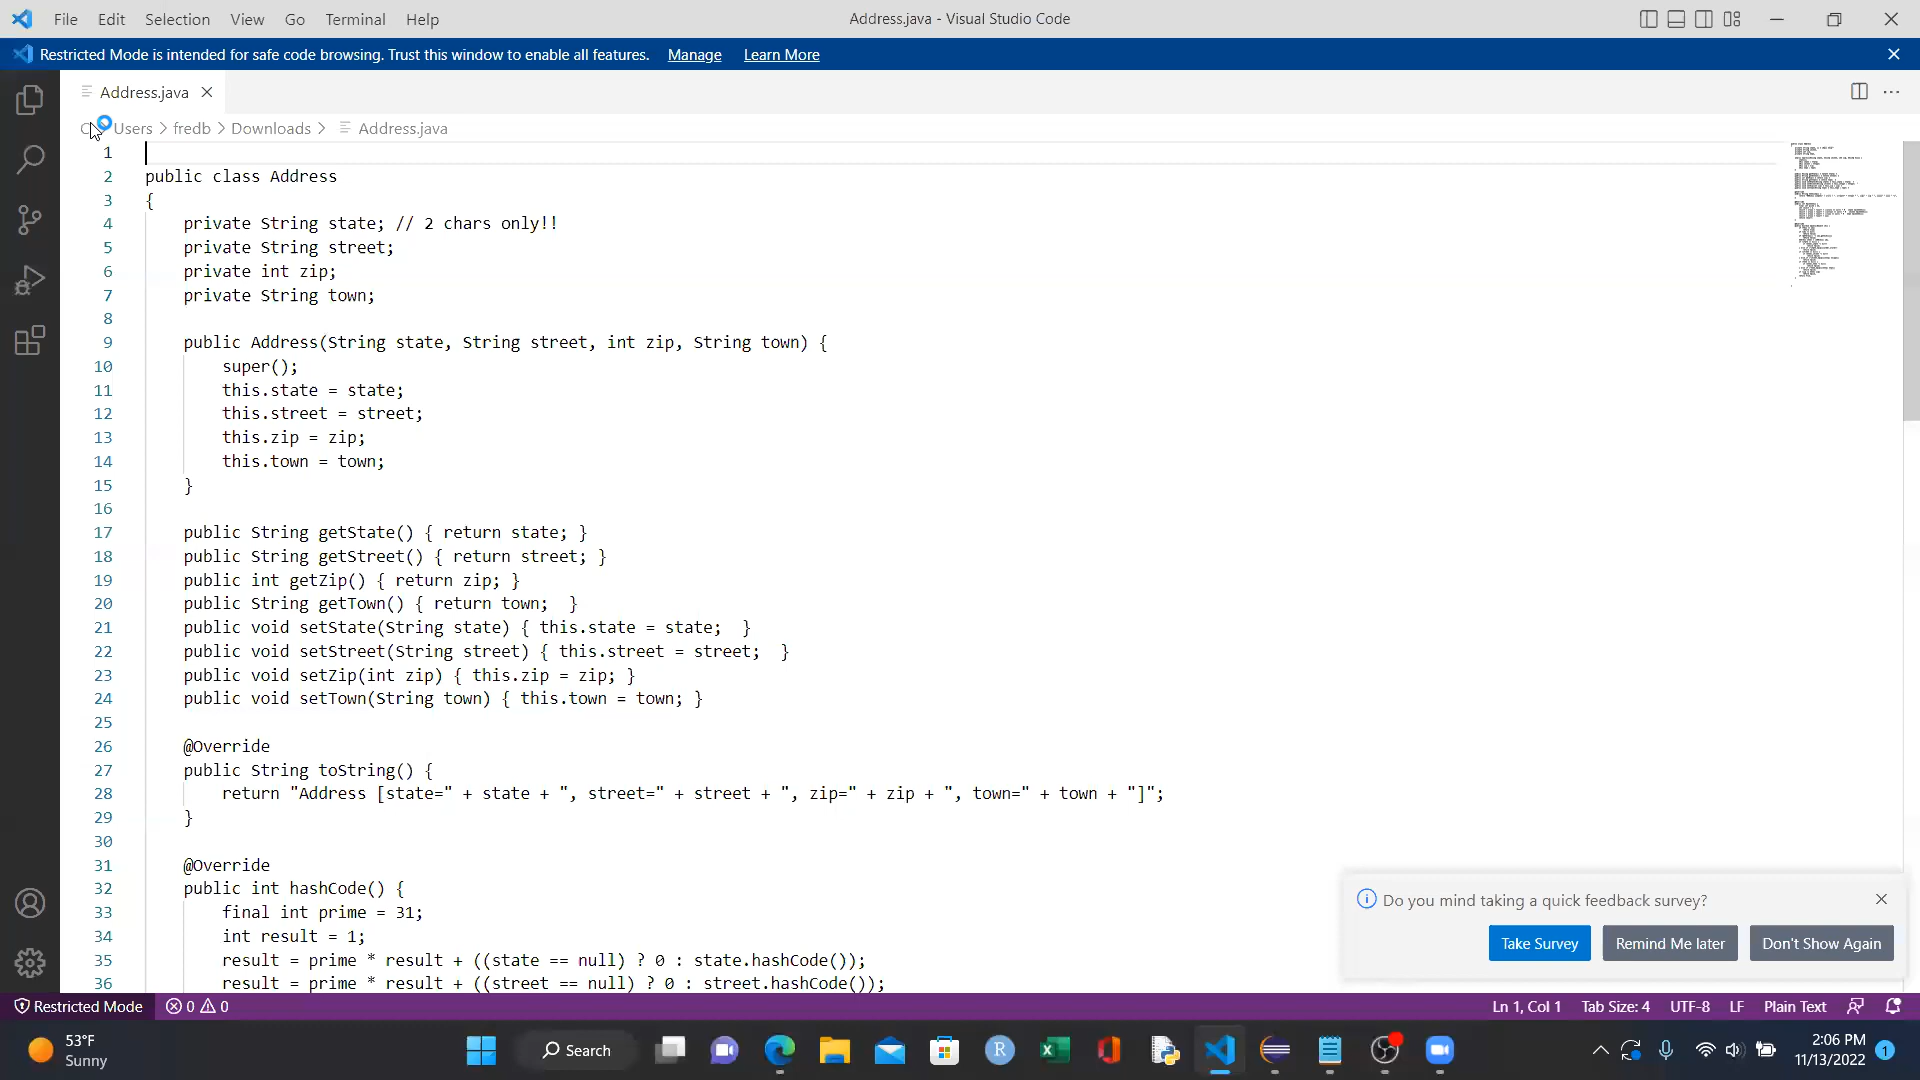 File Edit Selection View Go Terminal Help
Address.java - Visual Studio Code
Restricted Mode is intended for safe code browsing. Trust this window to enable all features. Manage Learn More
Address.java
Users > fredb > Downloads > Address.java
1
2 public class Address
3 {
4 private String state; // 2 chars only!!
5 private String street;
6 private int zip;
7 private String town;
8
9 public Address(String state, String street, int zip, String town) {
10 super();
11 this.state = state;
12 this.street = street;
13 this.zip = zip;
14 this.town = town;
15 }
16
17 public String getState() { return state; }
18 public String getStreet() { return street; }
19 public int getZip() { return zip; }
20 public String getTown() { return town;  }
21 public void setState(String state) { this.state = state;  }
22 public void setStreet(String street) { this.street = street;  }
23 public void setZip(int zip) { this.zip = zip; }
24 public void setTown(String town) { this.town = town; }
25
26 @Override
27 public String toString() {
28 return "Address [state=" + state + ", street=" + street + ", zip=" + zip + ", town=" + town + "]";
29 }
30
31 @Override
32 public int hashCode() {
33 final int prime = 31;
34 int result = 1;
35 result = prime * result + ((state == null) ? 0 : state.hashCode());
36 result = prime * result + ((street == null) ? 0 : street.hashCode());
Do you mind taking a quick feedback survey?
Take Survey Remind Me later Don't Show Again
Restricted Mode 0 0 Ln 1, Col 1 Tab Size: 4 UTF-8 LF Plain Text
53°F
Sunny
Search
2:06 PM
11/13/2022
1